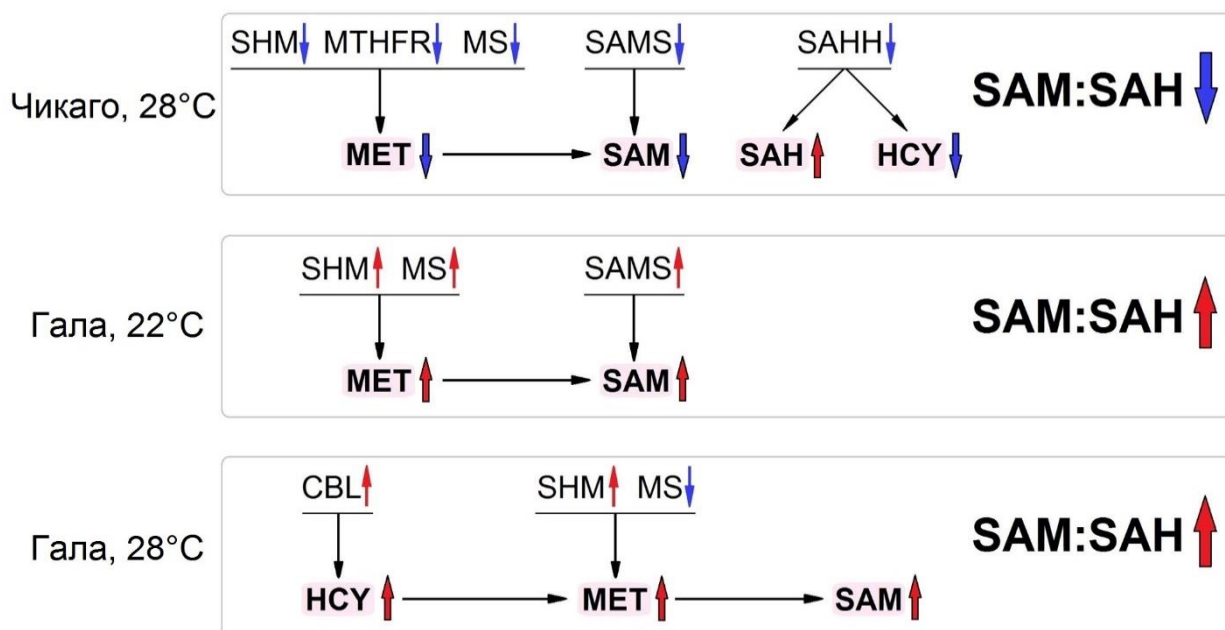 SHM MTHFR MS SAMS SAHH
Чикаго, 28°C
SAM:SAH
MET SAM SAH HCY
SHM MS SAMS
Гала, 22°C
SAM:SAH
MET SAM
CBL SHM MS
Гала, 28°C
SAM:SAH
HCY MET SAM